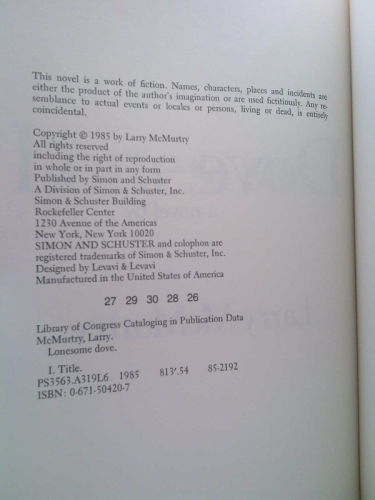 This novel is a work of fiction. Names, characters, places and incidents are
either the product of the author's imagination or are used fictitiously. Any re-
semblance to actual events or locales or persons, living or dead, is entirely
coincidental.
Copyright © 1985 by Larry McMurtry
All rights reserved
including the right of reproduction
in whole or in part in any form
Published by Simon and Schuster
A Division of Simon & Schuster, Inc.
Simon & Schuster Building
Rockefeller Center
1230 Avenue of the Americas
New York, New York 10020
SIMON AND SCHUSTER and colophon are
registered trademarks of Simon & Schuster, Inc.
Designed by Levavi & Levavi
Manufactured in the United States of America
27 29 30 28 26
Library of Congress Cataloging in Publication Data
McMurtry, Larry.
Lonesome dove.
I. Title.
PS3563.A319L6 1985 813'.54 85-2192
ISBN: 0-671-50420-7